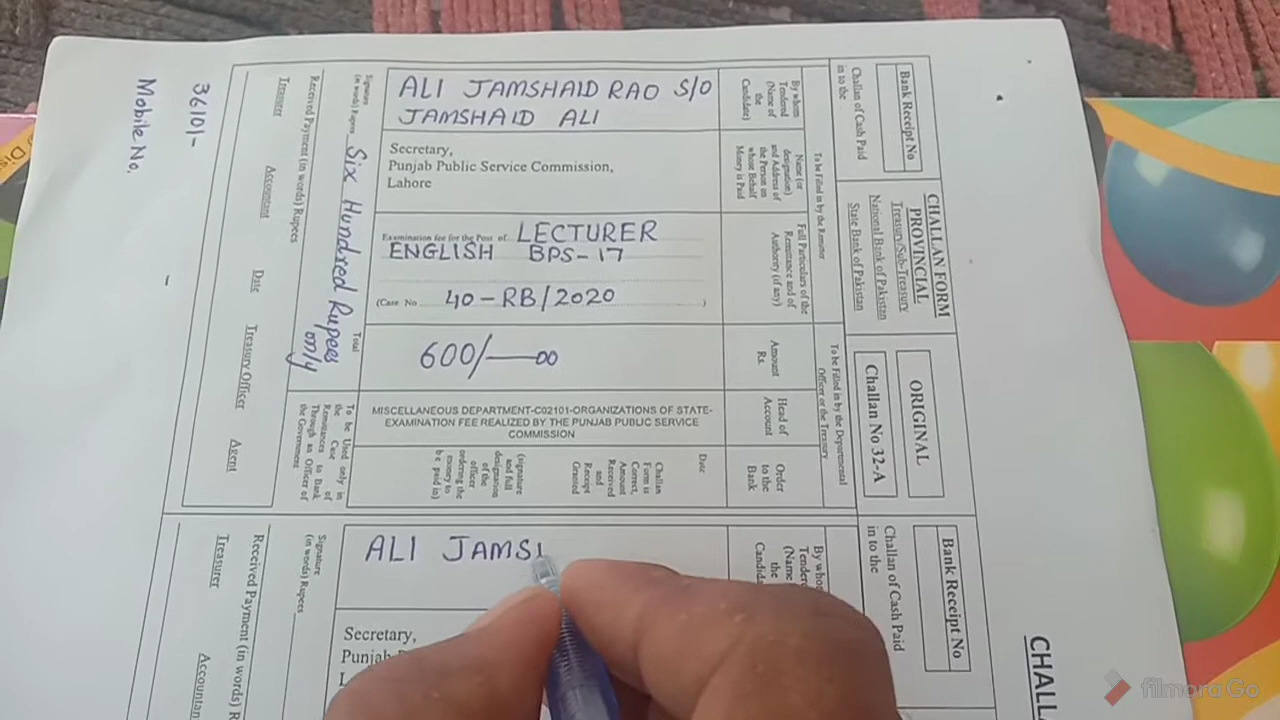 Bank Receipt No
Challan of Cash Paid
in to the
CHALLAN FORM
PROVINCIAL
Treasury/Sub-Treasury
National Bank of Pakistan
State Bank of Pakistan
ORIGINAL
Challan No 32-A
To be Filled in by the Remitter
To be Filled in by the Departmental
Officer or the Treasury
By whom
Tendered
(Name of
the
Candidate)
Name (or
designation)
and Address of
the Person on
whose Behalf
Money is Paid
Full Particulars of the
Remittance and of
Authority (if any)
Amount
Rs.
Head of
Account
Order
to the
Bank
ALI JAMSHAID RAO S/O
JAMSHAID ALI
Secretary,
Punjab Public Service Commission,
Lahore
Examination fee for the Post of LECTURER
ENGLISH BPS-17
(Case No 40-RB/2020 )
600/—00
MISCELLANEOUS DEPARTMENT-C02101-ORGANIZATIONS OF STATE-
EXAMINATION FEE REALIZED BY THE PUNJAB PUBLIC SERVICE
COMMISSION
Date
Challan
Form is
Correct,
Amount
Received
and
Receipt
Granted
(signature
and full
designation
of the
officer
ordering the
money to
be paid in)
Signature
(in words) Rupees Six Hundred Rupees
only
Total
Received Payment (in words) Rupees
To be Used only in
the Case of
Remittances to Bank
Through an Officer of
the Government
Treasurer Accountant Date Treasury Officer Agent
36101-
Mobile No.
Bank Receipt No
Challan of Cash Paid
in to the
CHALLA
By whom
Tendere
(Name
the
Candida
ALI JAMS
Secretary,
Punjab
Signature
(in words) Rupees
Received Payment (in words) R
Treasurer
Accountan
filmora Go